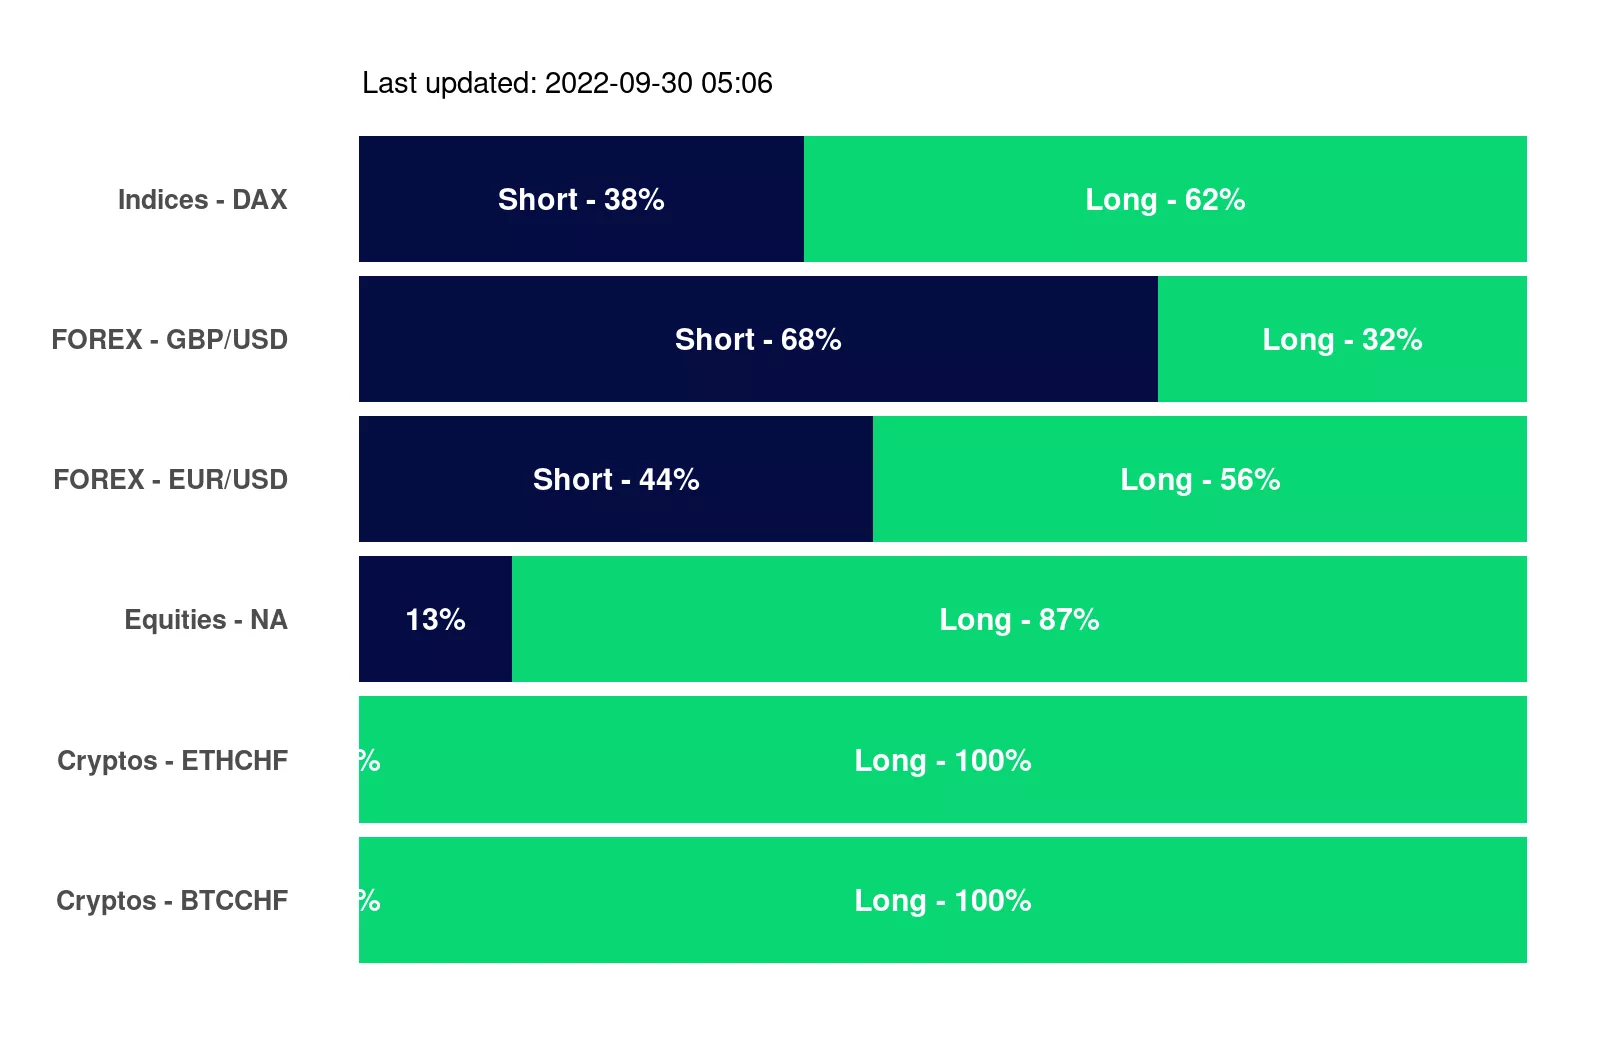 Last updated: 2022-09-30 05:06
Indices - DAX Short - 38% Long - 62%
FOREX - GBP/USD Short - 68% Long - 32%
FOREX - EUR/USD Short - 44% Long - 56%
Equities - NA 13% Long - 87%
Cryptos - ETHCHF % Long - 100%
Cryptos - BTCCHF % Long - 100%